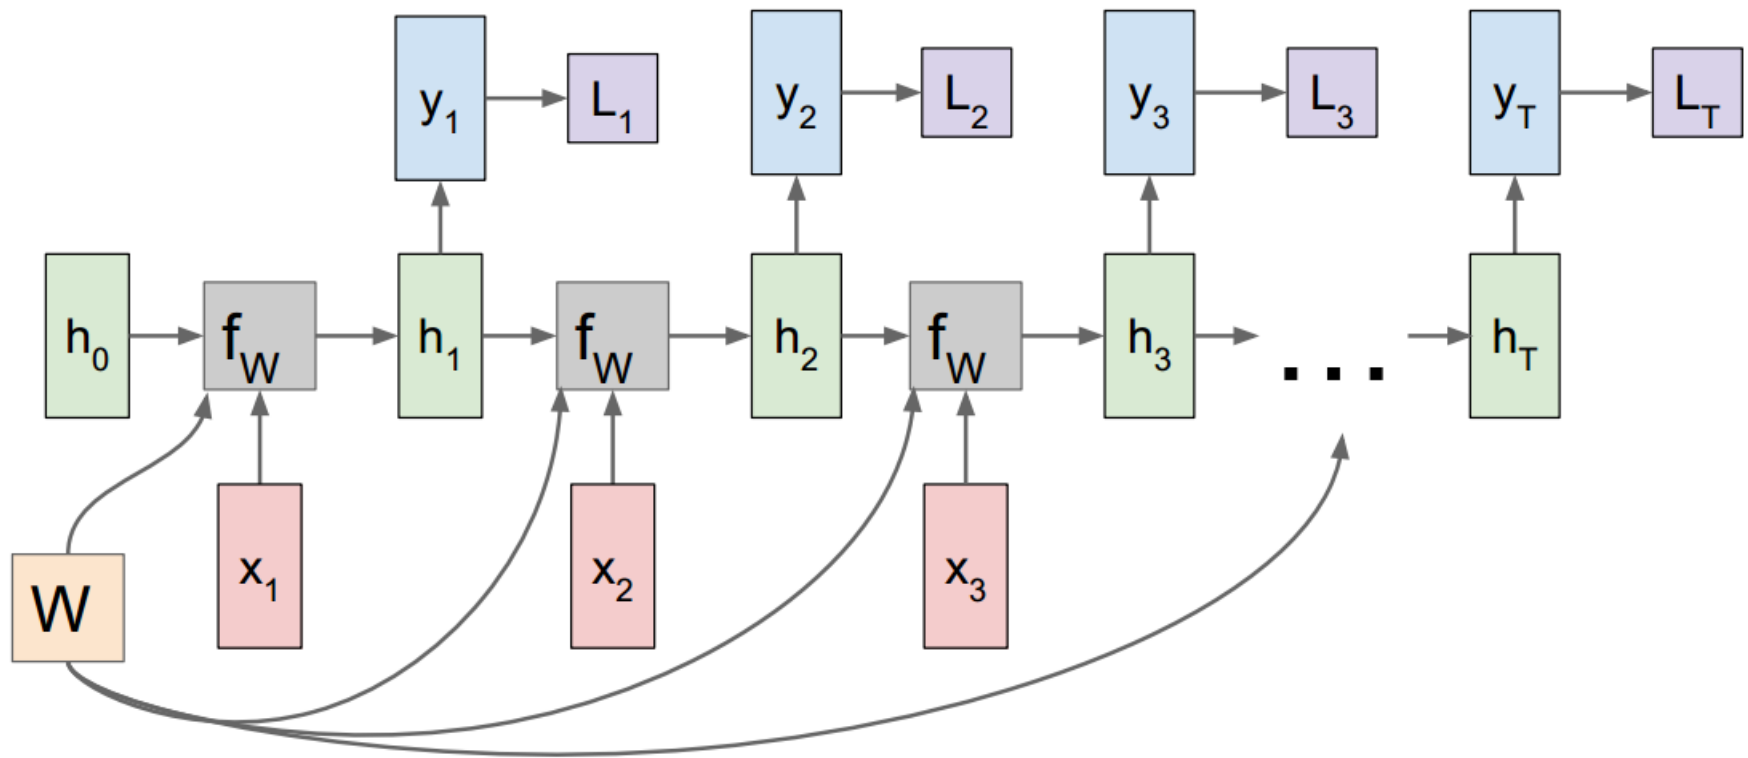 y1 L1 y2 L2 y3 L3 yT LT
h0 fW h1 fW h2 fW h3 ... hT
W x1 x2 x3